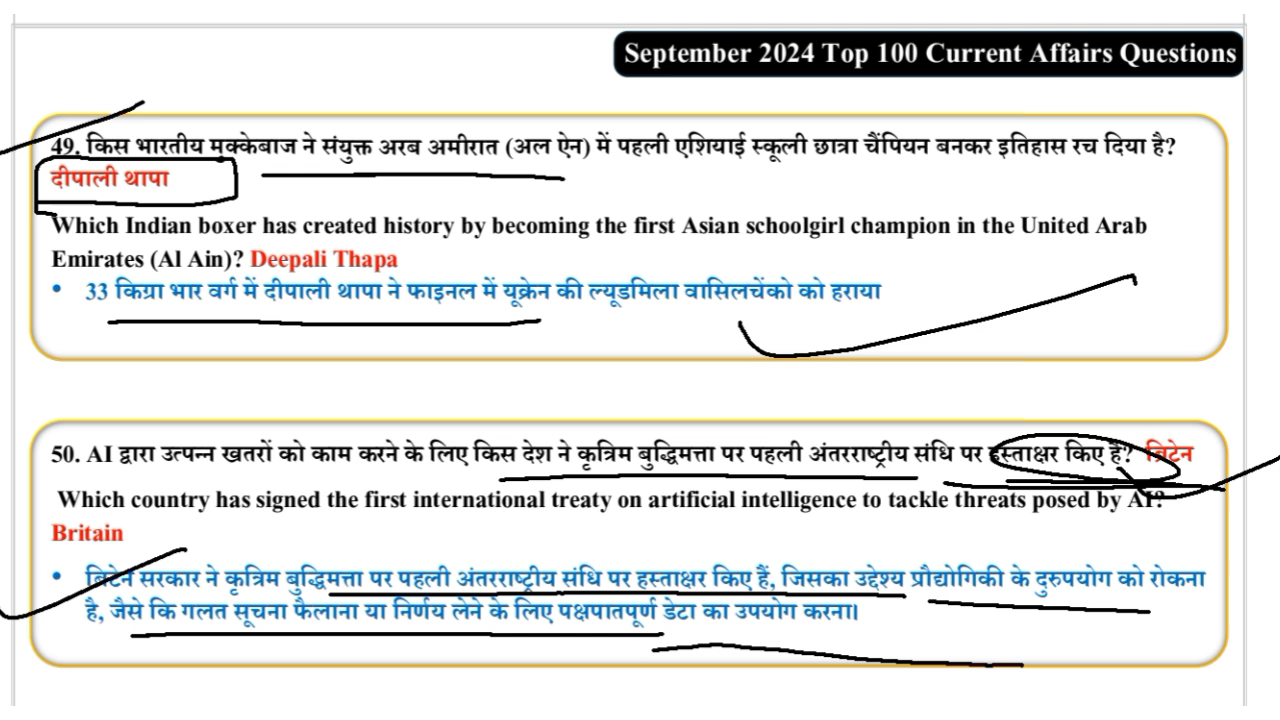 September 2024 Top 100 Current Affairs Questions
49. किस भारतीय मुक्केबाज ने संयुक्त अरब अमीरात (अल ऐन) में पहली एशियाई स्कूली छात्रा चैंपियन बनकर इतिहास रच दिया है?
दीपाली थापा
Which Indian boxer has created history by becoming the first Asian schoolgirl champion in the United Arab
Emirates (Al Ain)? Deepali Thapa
• 33 किग्रा भार वर्ग में दीपाली थापा ने फाइनल में यूक्रेन की ल्यूडमिला वासिलचेंको को हराया
50. AI द्वारा उत्पन्न खतरों को काम करने के लिए किस देश ने कृत्रिम बुद्धिमत्ता पर पहली अंतरराष्ट्रीय संधि पर हस्ताक्षर किए है? ब्रिटेन
Which country has signed the first international treaty on artificial intelligence to tackle threats posed by AI?
Britain
• ब्रिटेन सरकार ने कृत्रिम बुद्धिमत्ता पर पहली अंतरराष्ट्रीय संधि पर हस्ताक्षर किए हैं, जिसका उद्देश्य प्रौद्योगिकी के दुरुपयोग को रोकना
है, जैसे कि गलत सूचना फैलाना या निर्णय लेने के लिए पक्षपातपूर्ण डेटा का उपयोग करना।